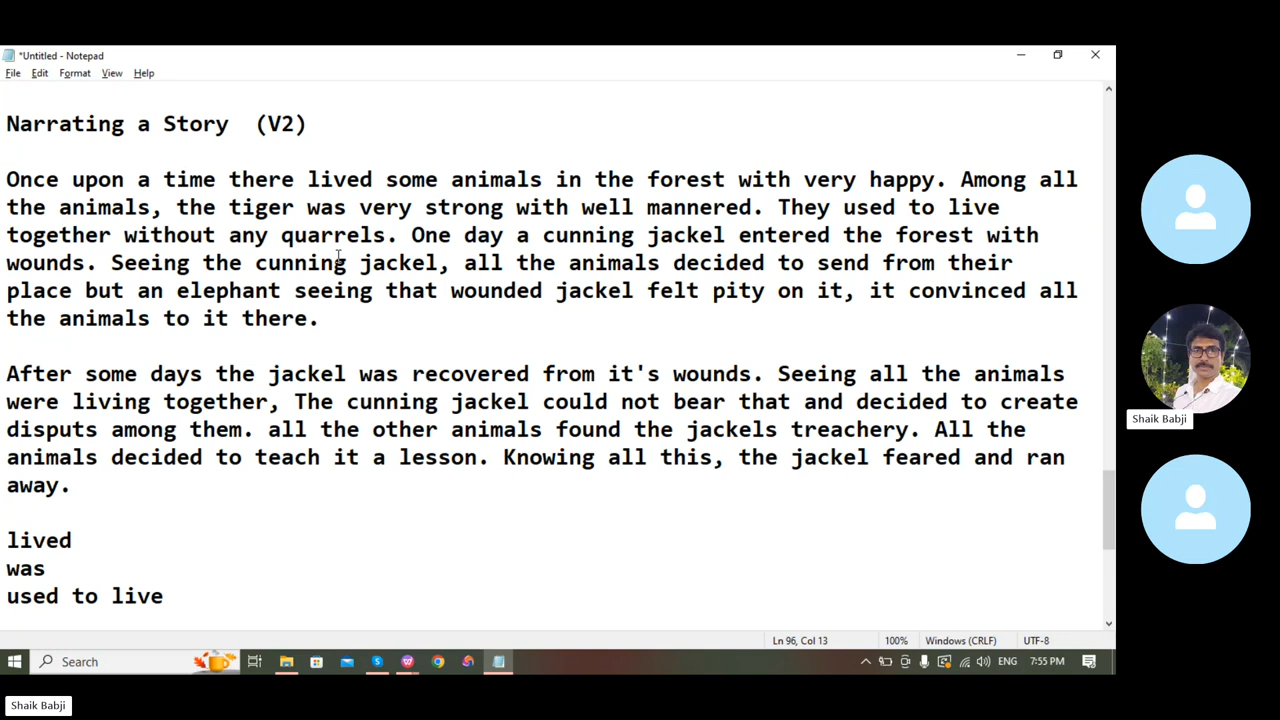 *Untitled - Notepad
File Edit Format View Help
Narrating a Story (V2)
Once upon a time there lived some animals in the forest with very happy. Among all
the animals, the tiger was very strong with well mannered. They used to live
together without any quarrels. One day a cunning jackel entered the forest with
wounds. Seeing the cunning jackel, all the animals decided to send from their
place but an elephant seeing that wounded jackel felt pity on it, it convinced all
the animals to it there.
After some days the jackel was recovered from it's wounds. Seeing all the animals
were living together, The cunning jackel could not bear that and decided to create
disputs among them. all the other animals found the jackels treachery. All the
animals decided to teach it a lesson. Knowing all this, the jackel feared and ran
away.
lived
was
used to live
Ln 96, Col 13 100% Windows (CRLF) UTF-8
Search
ENG 7:55 PM
Shaik Babji
Shaik Babji